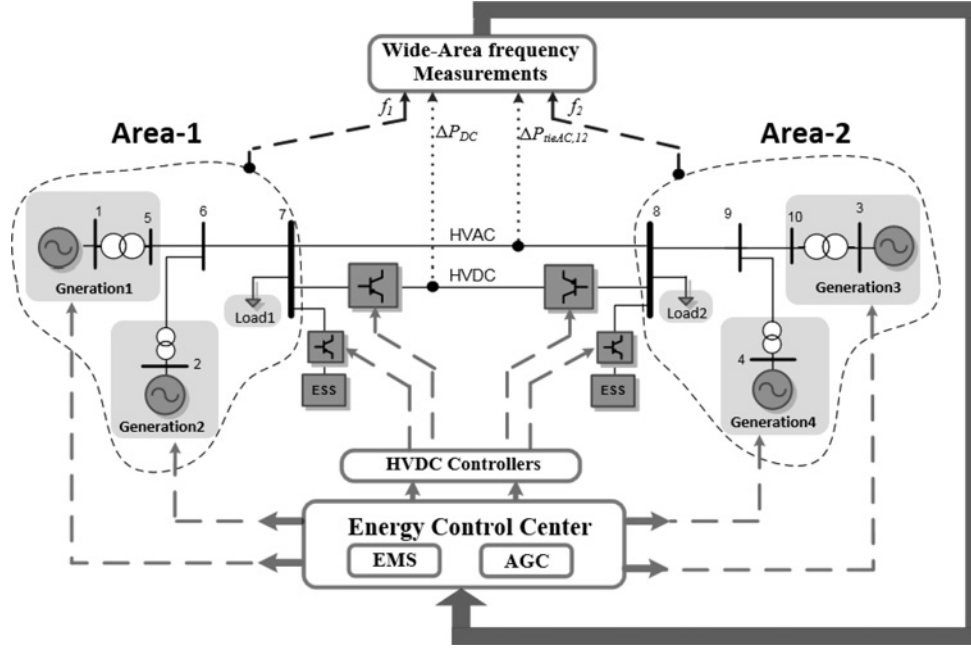 Wide-Area frequency
Measurements
f1
f2
ΔPDC
ΔPtieAC,12
Area-1
Area-2
1
5
6
7
8
9
10
3
HVAC
HVDC
Gneration1
Generation3
Load1
Load2
2
4
ESS
ESS
Generation2
Generation4
HVDC Controllers
Energy Control Center
EMS
AGC